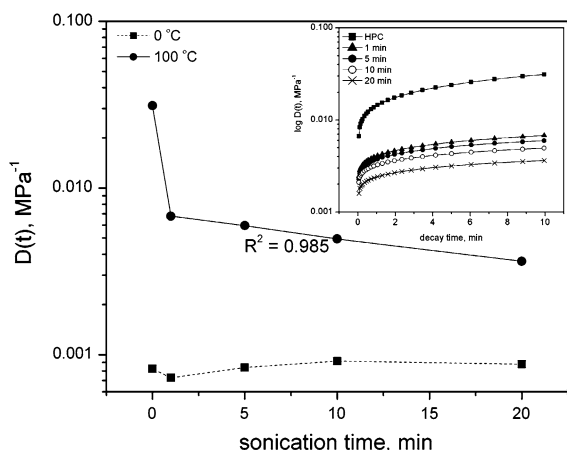 0.100
0.010
0.001
D(t), MPa⁻¹
0 °C
100 °C
R² = 0.985
0 5 10 15 20
sonication time, min
0.100
0.010
0.001
log D(t), MPa⁻¹
HPC
1 min
5 min
10 min
20 min
0 2 4 6 8 10
decay time, min